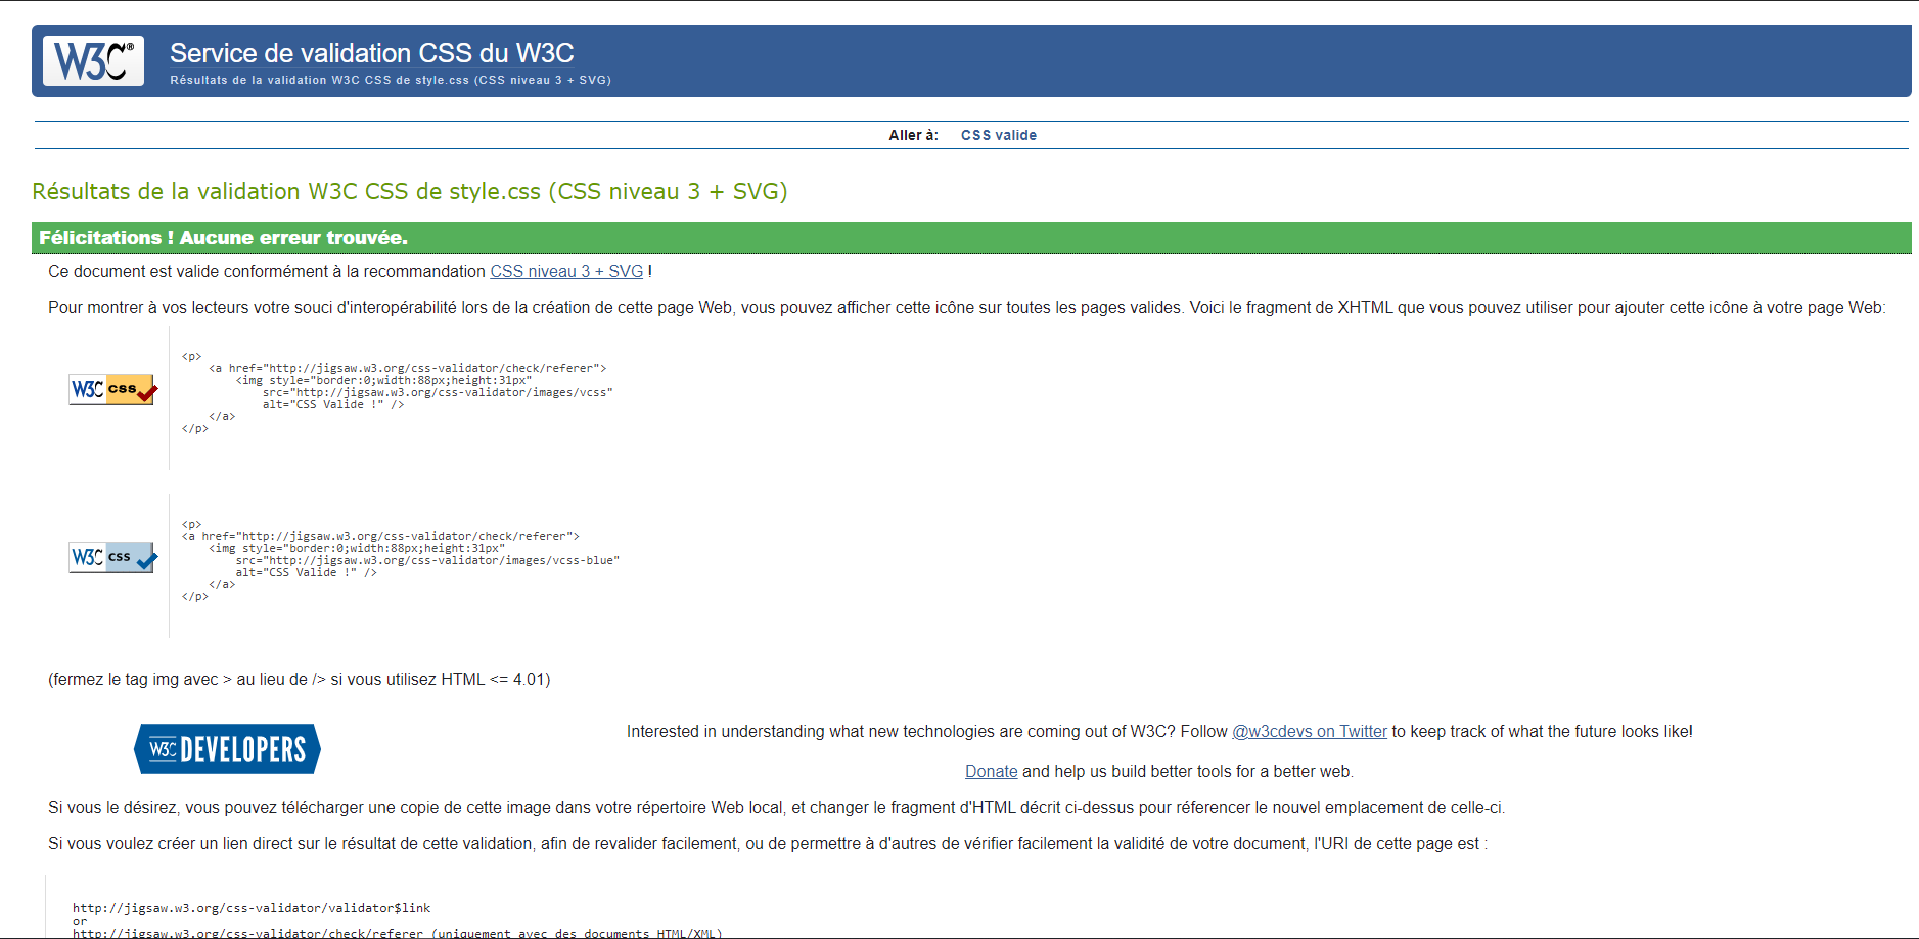 W3C®
Service de validation CSS du W3C
Résultats de la validation W3C CSS de style.css (CSS niveau 3 + SVG)
Aller à: CSS valide
Résultats de la validation W3C CSS de style.css (CSS niveau 3 + SVG)
Félicitations ! Aucune erreur trouvée.
Ce document est valide conformément à la recommandation CSS niveau 3 + SVG !
Pour montrer à vos lecteurs votre souci d'interopérabilité lors de la création de cette page Web, vous pouvez afficher cette icône sur toutes les pages valides. Voici le fragment de XHTML que vous pouvez utiliser pour ajouter cette icône à votre page Web:
W3C CSS
<p>
<a href="http://jigsaw.w3.org/css-validator/check/referer">
<img style="border:0;width:88px;height:31px"
src="http://jigsaw.w3.org/css-validator/images/vcss"
alt="CSS Valide !" />
</a>
</p>
W3C CSS
<p>
<a href="http://jigsaw.w3.org/css-validator/check/referer">
<img style="border:0;width:88px;height:31px"
src="http://jigsaw.w3.org/css-validator/images/vcss-blue"
alt="CSS Valide !" />
</a>
</p>
(fermez le tag img avec > au lieu de /> si vous utilisez HTML <= 4.01)
W3C DEVELOPERS
Interested in understanding what new technologies are coming out of W3C? Follow @w3cdevs on Twitter to keep track of what the future looks like!
Donate and help us build better tools for a better web.
Si vous le désirez, vous pouvez télécharger une copie de cette image dans votre répertoire Web local, et changer le fragment d'HTML décrit ci-dessus pour réferencer le nouvel emplacement de celle-ci.
Si vous voulez créer un lien direct sur le résultat de cette validation, afin de revalider facilement, ou de permettre à d'autres de vérifier facilement la validité de votre document, l'URI de cette page est :
http://jigsaw.w3.org/css-validator/validator$link
or
http://jigsaw.w3.org/css-validator/check/referer (uniquement avec des documents HTML/XML)